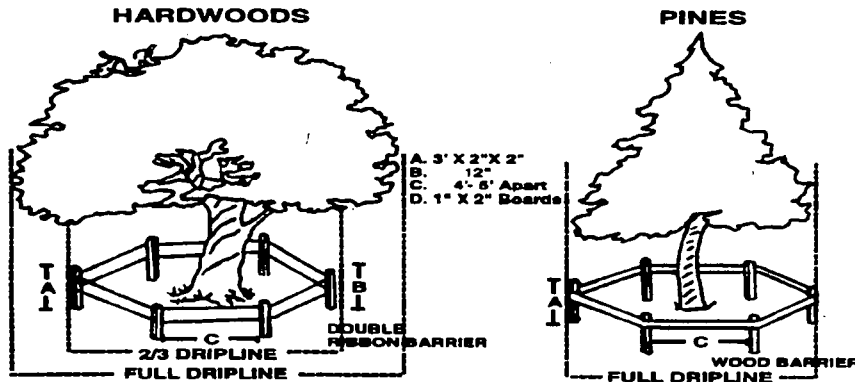 HARDWOODS
PINES
A. 3' X 2"X 2"
B. 12"
C. 4'- 5' Apart
D. 1" X 2" Boards
A
B
A
C
DOUBLE
RIBBON BARRIER
2/3 DRIPLINE
FULL DRIPLINE
C
WOOD BARRIER
FULL DRIPLINE